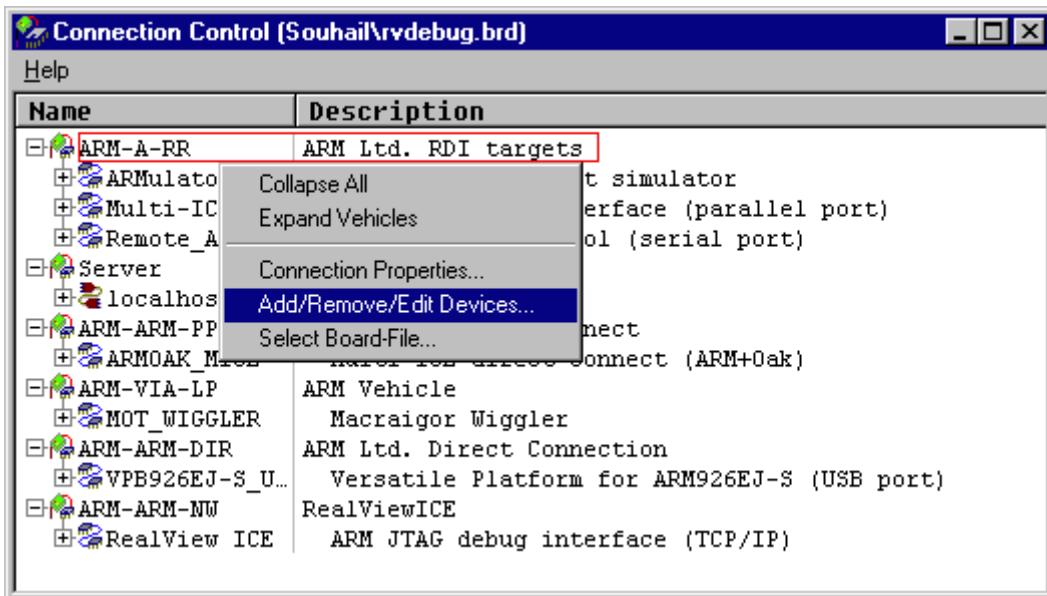 Connection Control (Souhail\rvdebug.brd)
Help
Name Description
ARM-A-RR ARM Ltd. RDI targets
ARMulato t simulator
Multi-IC erface (parallel port)
Remote_A ol (serial port)
Server
localhos
ARM-ARM-PP nect
ARMOAK_M connect (ARM+Oak)
ARM-VIA-LP ARM Vehicle
MOT_WIGGLER Macraigor Wiggler
ARM-ARM-DIR ARM Ltd. Direct Connection
VPB926EJ-S_U… Versatile Platform for ARM926EJ-S (USB port)
ARM-ARM-NW RealViewICE
RealView ICE ARM JTAG debug interface (TCP/IP)
Collapse All
Expand Vehicles
Connection Properties...
Add/Remove/Edit Devices...
Select Board-File...